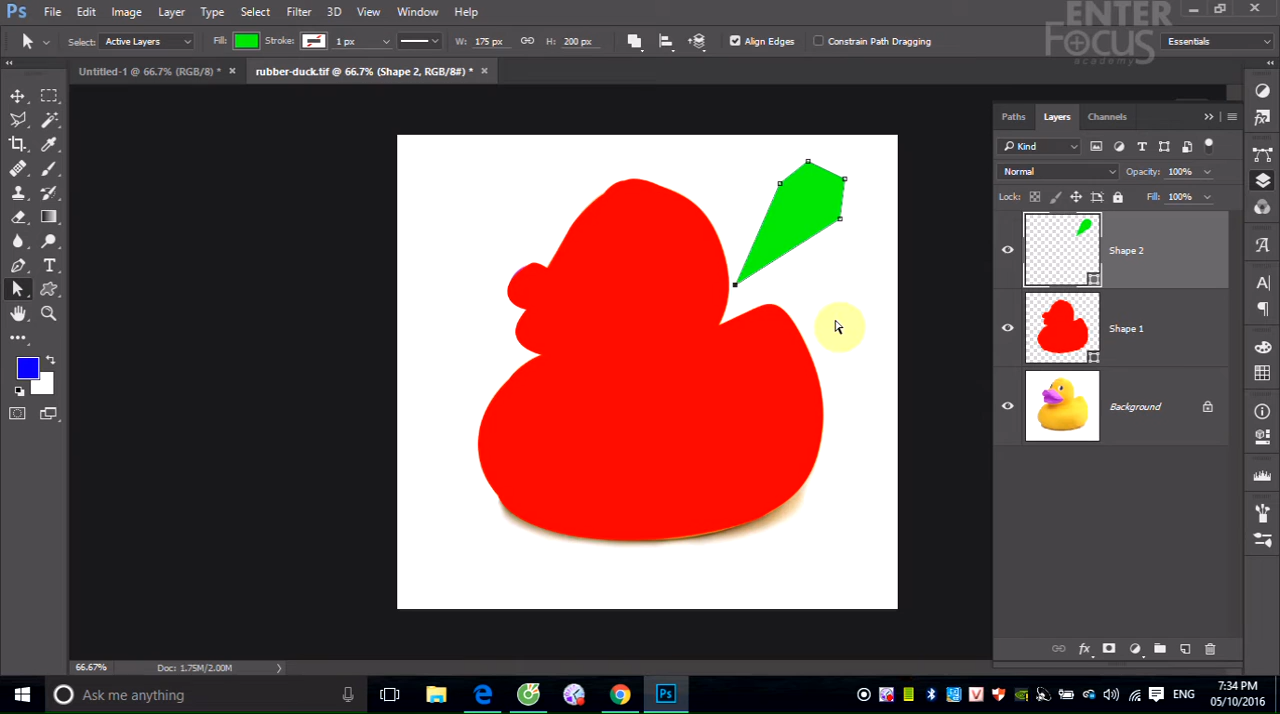 Ps File Edit Image Layer Type Select Filter 3D View Window Help
ENTER
FOCUS
academy
Select: Active Layers Fill: Stroke: 1 px W: 175 px H: 200 px Align Edges Constrain Path Dragging Essentials
Untitled-1 @ 66.7% (RGB/8) * × rubber-duck.tif @ 66.7% (Shape 2, RGB/8#) * ×
Paths Layers Channels
Kind
Normal Opacity: 100%
Lock: Fill: 100%
Shape 2
Shape 1
Background
66.67% Doc: 1.75M/2.00M
Ask me anything
Ps
ENG
7:34 PM
05/10/2016